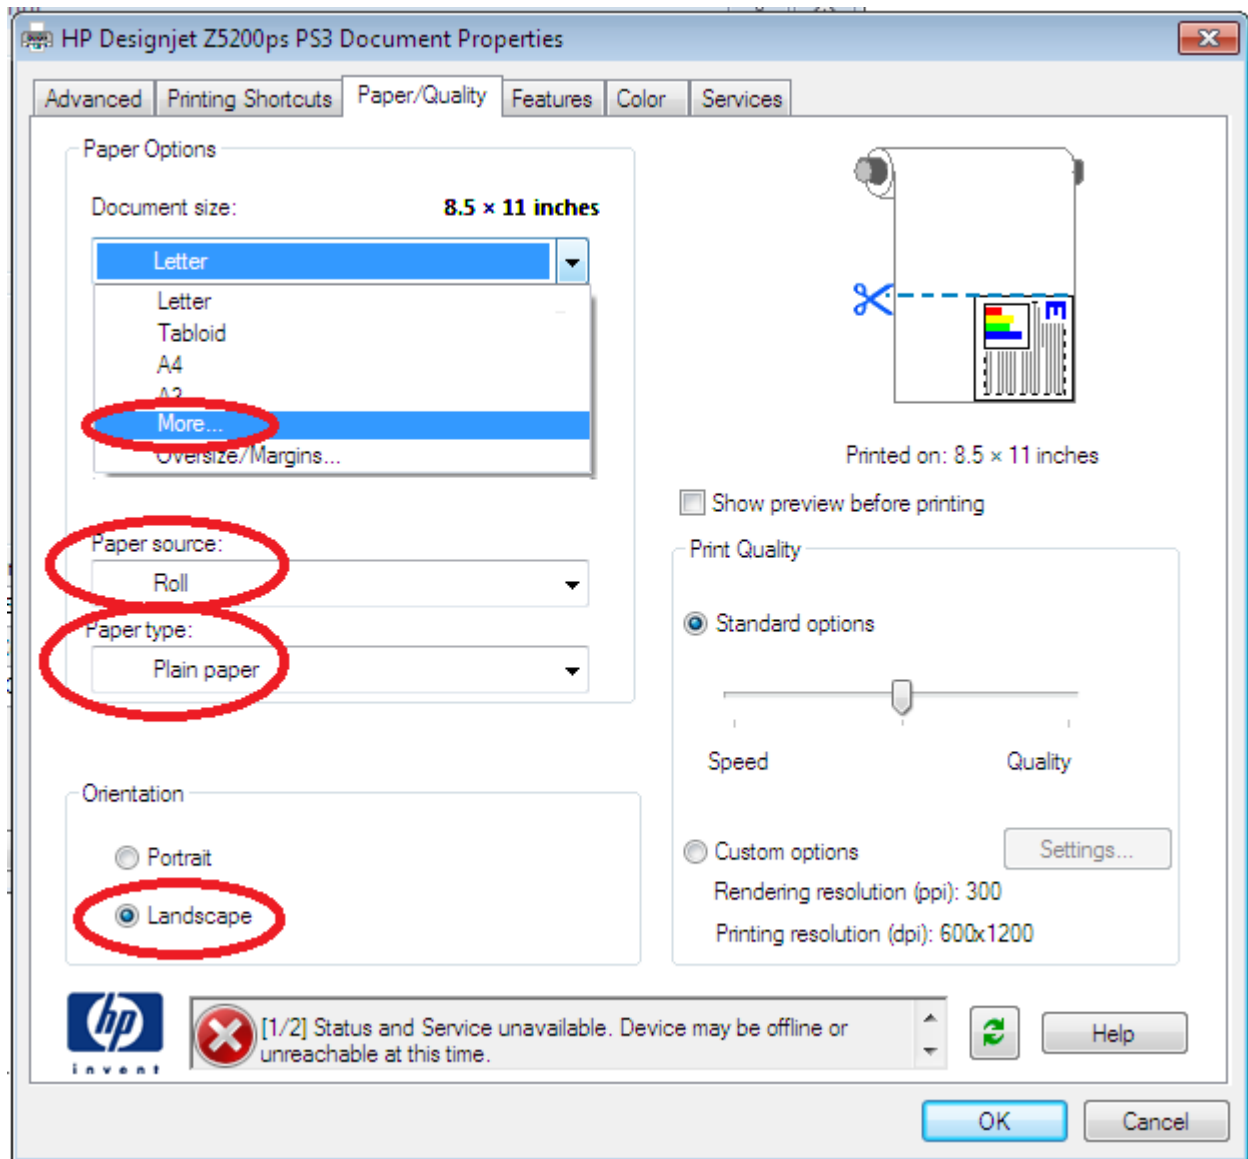 HP Designjet Z5200ps PS3 Document Properties
Advanced Printing Shortcuts Paper/Quality Features Color Services
Paper Options
Document size: 8.5 × 11 inches
Letter
Letter
Tabloid
A4
A3
More...
Oversize/Margins...
Printed on: 8.5 × 11 inches
Show preview before printing
Paper source:
Roll
Paper type:
Plain paper
Print Quality
Standard options
Speed Quality
Custom options Settings...
Rendering resolution (ppi): 300
Printing resolution (dpi): 600x1200
Orientation
Portrait
Landscape
hp
invent
[1/2] Status and Service unavailable. Device may be offline or
unreachable at this time.
Help
OK Cancel